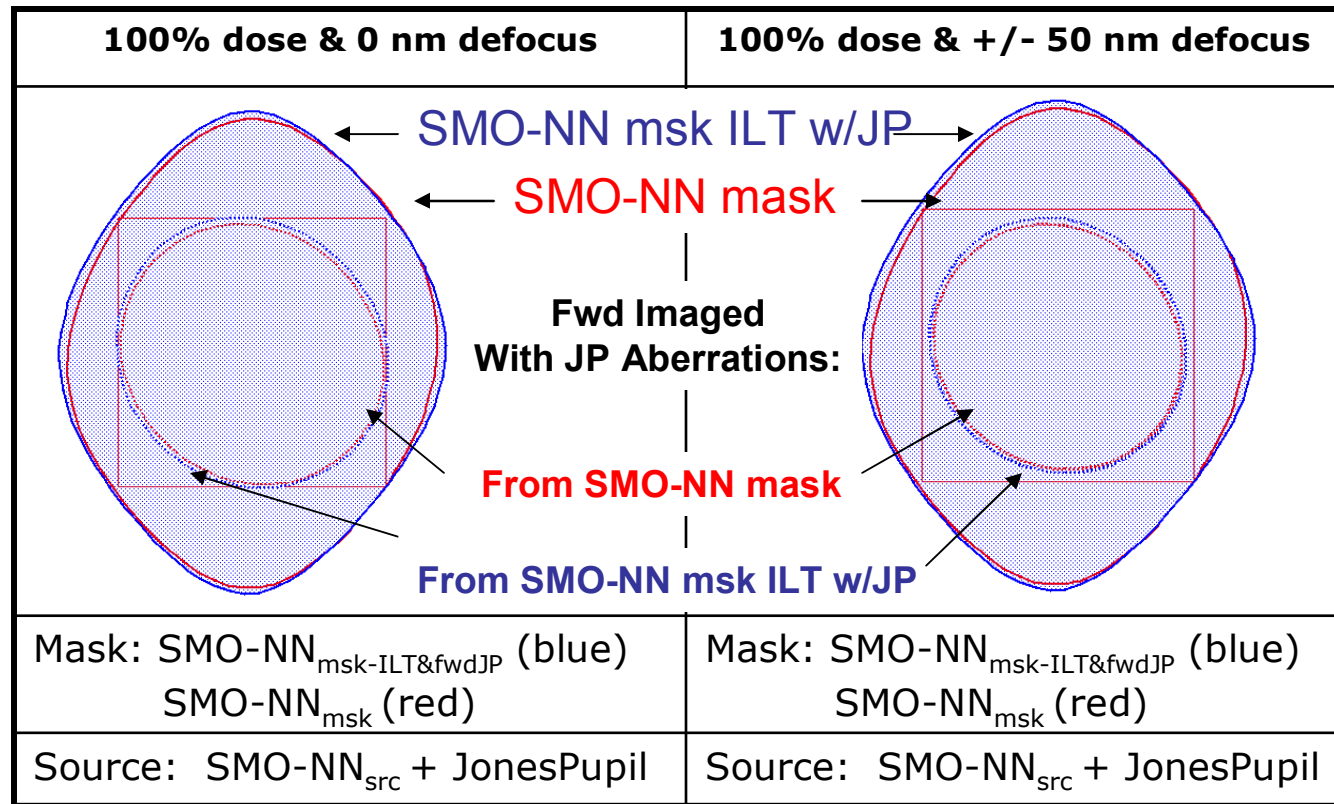 100% dose & 0 nm defocus
100% dose & +/- 50 nm defocus
SMO-NN msk ILT w/JP
SMO-NN mask
Fwd Imaged
With JP Aberrations:
From SMO-NN mask
From SMO-NN msk ILT w/JP
Mask: SMO-NNmsk-ILT&fwdJP (blue)
SMO-NNmsk (red)
Mask: SMO-NNmsk-ILT&fwdJP (blue)
SMO-NNmsk (red)
Source: SMO-NNsrc + JonesPupil
Source: SMO-NNsrc + JonesPupil